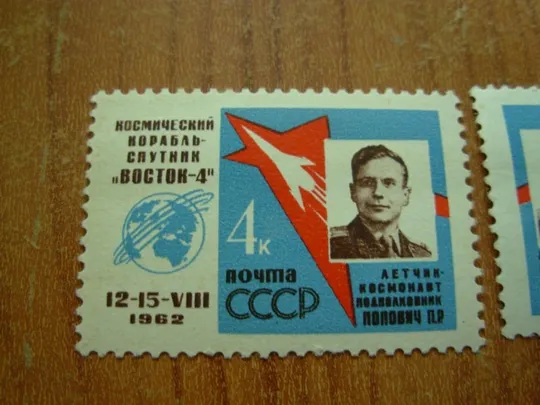 КОСМИЧЕСКИЙ
КОРАБЛЬ-
СПУТНИК
„ВОСТОК-4"
12-15-VIII
1962
4к
ПОЧТА
СССР
ЛЕТЧИК-
КОСМОНАВТ
ПОДПОЛКОВНИК
ПОПОВИЧ П.Р.